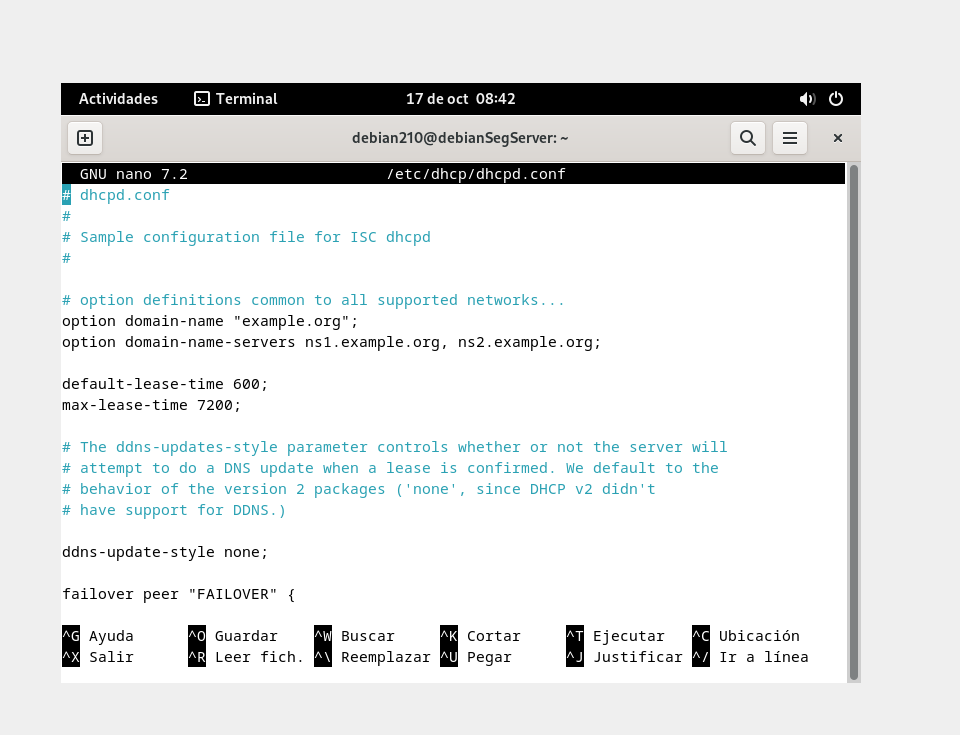 Actividades Terminal 17 de oct 08:42
debian210@debianSegServer: ~
GNU nano 7.2 /etc/dhcp/dhcpd.conf
# dhcpd.conf
#
# Sample configuration file for ISC dhcpd
#
# option definitions common to all supported networks...
option domain-name "example.org";
option domain-name-servers ns1.example.org, ns2.example.org;
default-lease-time 600;
max-lease-time 7200;
# The ddns-updates-style parameter controls whether or not the server will
# attempt to do a DNS update when a lease is confirmed. We default to the
# behavior of the version 2 packages ('none', since DHCP v2 didn't
# have support for DDNS.)
ddns-update-style none;
failover peer "FAILOVER" {
^G Ayuda ^O Guardar ^W Buscar ^K Cortar ^T Ejecutar ^C Ubicación
^X Salir ^R Leer fich. ^\ Reemplazar ^U Pegar ^J Justificar ^/ Ir a línea